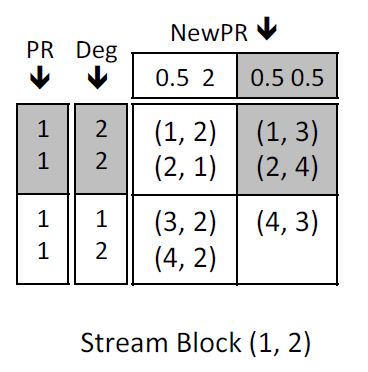 NewPR
PR Deg
0.5 2 0.5 0.5
1 2 (1, 2) (1, 3)
1 2 (2, 1) (2, 4)
1 1 (3, 2) (4, 3)
1 2 (4, 2)
Stream Block (1, 2)